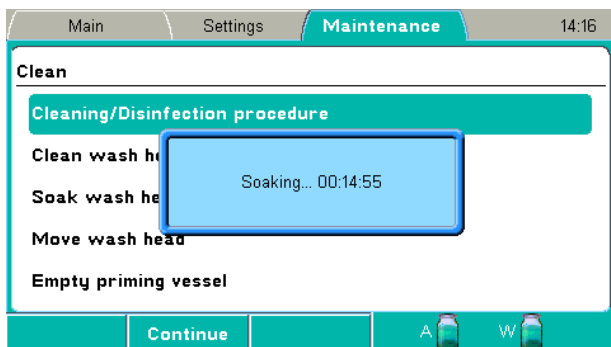 Main Settings Maintenance 14:16
Clean
Cleaning/Disinfection procedure
Clean wash
Soaking... 00:14:55
Soak wash
Move wash head
Empty priming vessel
Continue A W